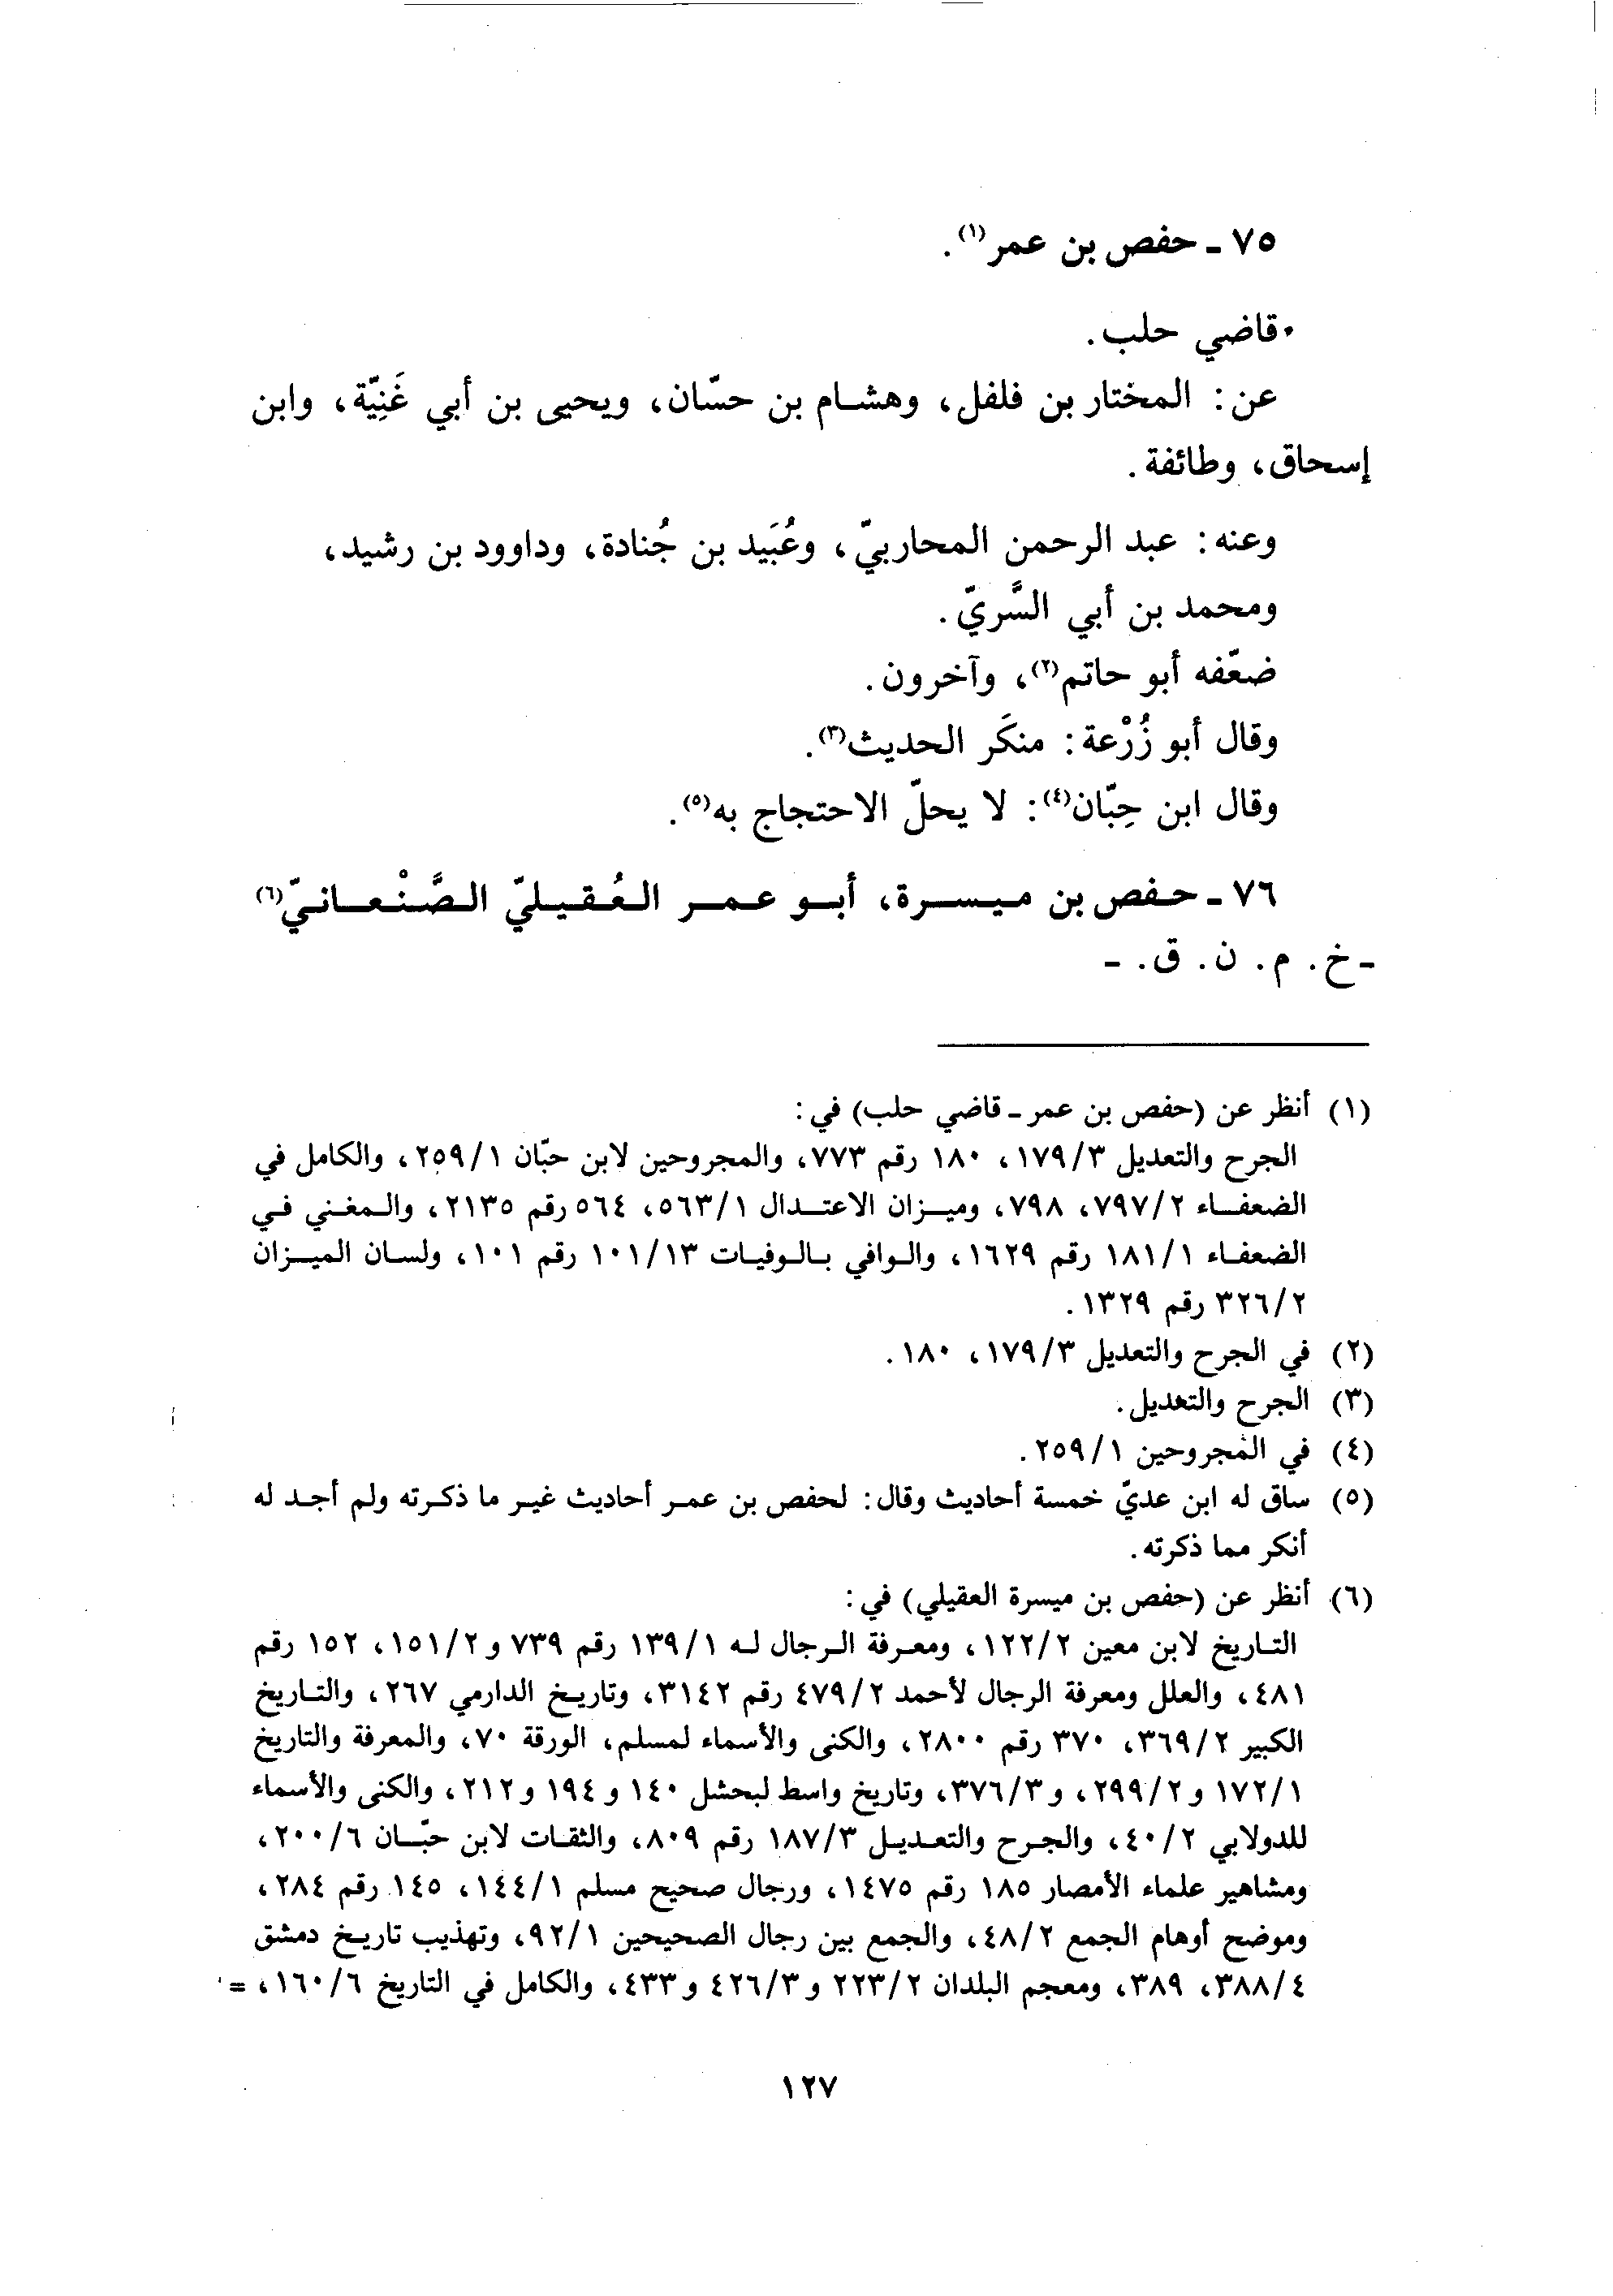 ٧٥ ـ حفص بن عمر(١).
قاضي حلب.
عن: المختار بن فلفل، وهشام بن حسّان، ويحيى بن أبي غَنِيّة، وابن
إسحاق، وطائفة.
وعنه: عبد الرحمن المحاربيّ، وعُبَيد بن جُنادة، وداوود بن رشيد،
ومحمد بن أبي السَّريّ.
ضعّفه أبو حاتم(٢)، وآخرون.
وقال أبو زُرْعة: منكَر الحديث(٣).
وقال ابن حِبّان(٤): لا يحلّ الاحتجاج به(٥).
٧٦ ـ حفص بن ميسرة، أبو عمر العُقيليّ الصَّنْعانيّ(٦)
ـ خ. م. ن. ق. ـ
(١) أنظر عن (حفص بن عمر ـ قاضي حلب) في:
الجرح والتعديل ٣/١٧٩، ١٨٠ رقم ٧٧٣، والمجروحين لابن حبّان ١/٢٥٩، والكامل في
الضعفاء ٢/٧٩٧، ٧٩٨، وميزان الاعتدال ١/٥٦٣، ٥٦٤ رقم ٢١٣٥، والمغني في
الضعفاء ١/١٨١ رقم ١٦٢٩، والوافي بالوفيات ١٣/١٠١ رقم ١٠١، ولسان الميزان
٢/٣٢٦ رقم ١٣٢٩.
(٢) في الجرح والتعديل ٣/١٧٩، ١٨٠.
(٣) الجرح والتعديل.
(٤) في المجروحين ١/٢٥٩.
(٥) ساق له ابن عديّ خمسة أحاديث وقال: لحفص بن عمر أحاديث غير ما ذكرته ولم أجد له
أنكر مما ذكرته.
(٦) أنظر عن (حفص بن ميسرة العقيلي) في:
التاريخ لابن معين ٢/١٢٢، ومعرفة الرجال له ١/١٣٩ رقم ٧٣٩ و٢/١٥١، ١٥٢ رقم
٤٨١، والعلل ومعرفة الرجال لأحمد ٢/٤٧٩ رقم ٣١٤٢، وتاريخ الدارمي ٢٦٧، والتاريخ
الكبير ٢/٣٦٩، ٣٧٠ رقم ٢٨٠٠، والكنى والأسماء لمسلم، الورقة ٧٠، والمعرفة والتاريخ
١/١٧٢ و٢/٢٩٩، و٣/٣٧٦، وتاريخ واسط لبحشل ١٤٠ و١٩٤ و٢١٢، والكنى والأسماء
للدولابي ٢/٤٠، والجرح والتعديل ٣/١٨٧ رقم ٨٠٩، والثقات لابن حبّان ٦/٢٠٠،
ومشاهير علماء الأمصار ١٨٥ رقم ١٤٧٥، ورجال صحيح مسلم ١/١٤٤، ١٤٥ رقم ٢٨٤،
وموضح أوهام الجمع ٢/٤٨، والجمع بين رجال الصحيحين ١/٩٢، وتهذيب تاريخ دمشق
٤/٣٨٨، ٣٨٩، ومعجم البلدان ٢/٢٢٣ و٣/٤٢٦ و٤٣٣، والكامل في التاريخ ٦/١٦٠، =
١٢٧